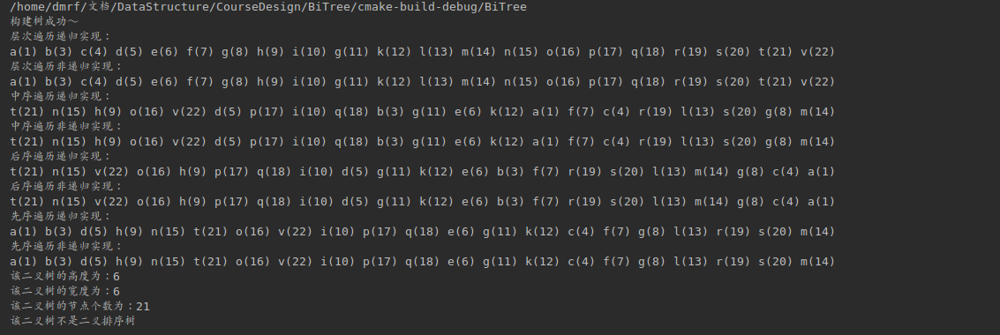 /home/dmrf/文档/DataStructure/CourseDesign/BiTree/cmake-build-debug/BiTree
构建树成功～
层次遍历递归实现：
a(1) b(3) c(4) d(5) e(6) f(7) g(8) h(9) i(10) g(11) k(12) l(13) m(14) n(15) o(16) p(17) q(18) r(19) s(20) t(21) v(22)
层次遍历非递归实现：
a(1) b(3) c(4) d(5) e(6) f(7) g(8) h(9) i(10) g(11) k(12) l(13) m(14) n(15) o(16) p(17) q(18) r(19) s(20) t(21) v(22)
中序遍历递归实现：
t(21) n(15) h(9) o(16) v(22) d(5) p(17) i(10) q(18) b(3) g(11) e(6) k(12) a(1) f(7) c(4) r(19) l(13) s(20) g(8) m(14)
中序遍历非递归实现：
t(21) n(15) h(9) o(16) v(22) d(5) p(17) i(10) q(18) b(3) g(11) e(6) k(12) a(1) f(7) c(4) r(19) l(13) s(20) g(8) m(14)
后序遍历递归实现：
t(21) n(15) v(22) o(16) h(9) p(17) q(18) i(10) d(5) g(11) k(12) e(6) b(3) f(7) r(19) s(20) l(13) m(14) g(8) c(4) a(1)
后序遍历非递归实现：
t(21) n(15) v(22) o(16) h(9) p(17) q(18) i(10) d(5) g(11) k(12) e(6) b(3) f(7) r(19) s(20) l(13) m(14) g(8) c(4) a(1)
先序遍历递归实现：
a(1) b(3) d(5) h(9) n(15) t(21) o(16) v(22) i(10) p(17) q(18) e(6) g(11) k(12) c(4) f(7) g(8) l(13) r(19) s(20) m(14)
先序遍历非递归实现：
a(1) b(3) d(5) h(9) n(15) t(21) o(16) v(22) i(10) p(17) q(18) e(6) g(11) k(12) c(4) f(7) g(8) l(13) r(19) s(20) m(14)
该二叉树的高度为：6
该二叉树的宽度为：6
该二叉树的节点个数为：21
该二叉树不是二叉排序树